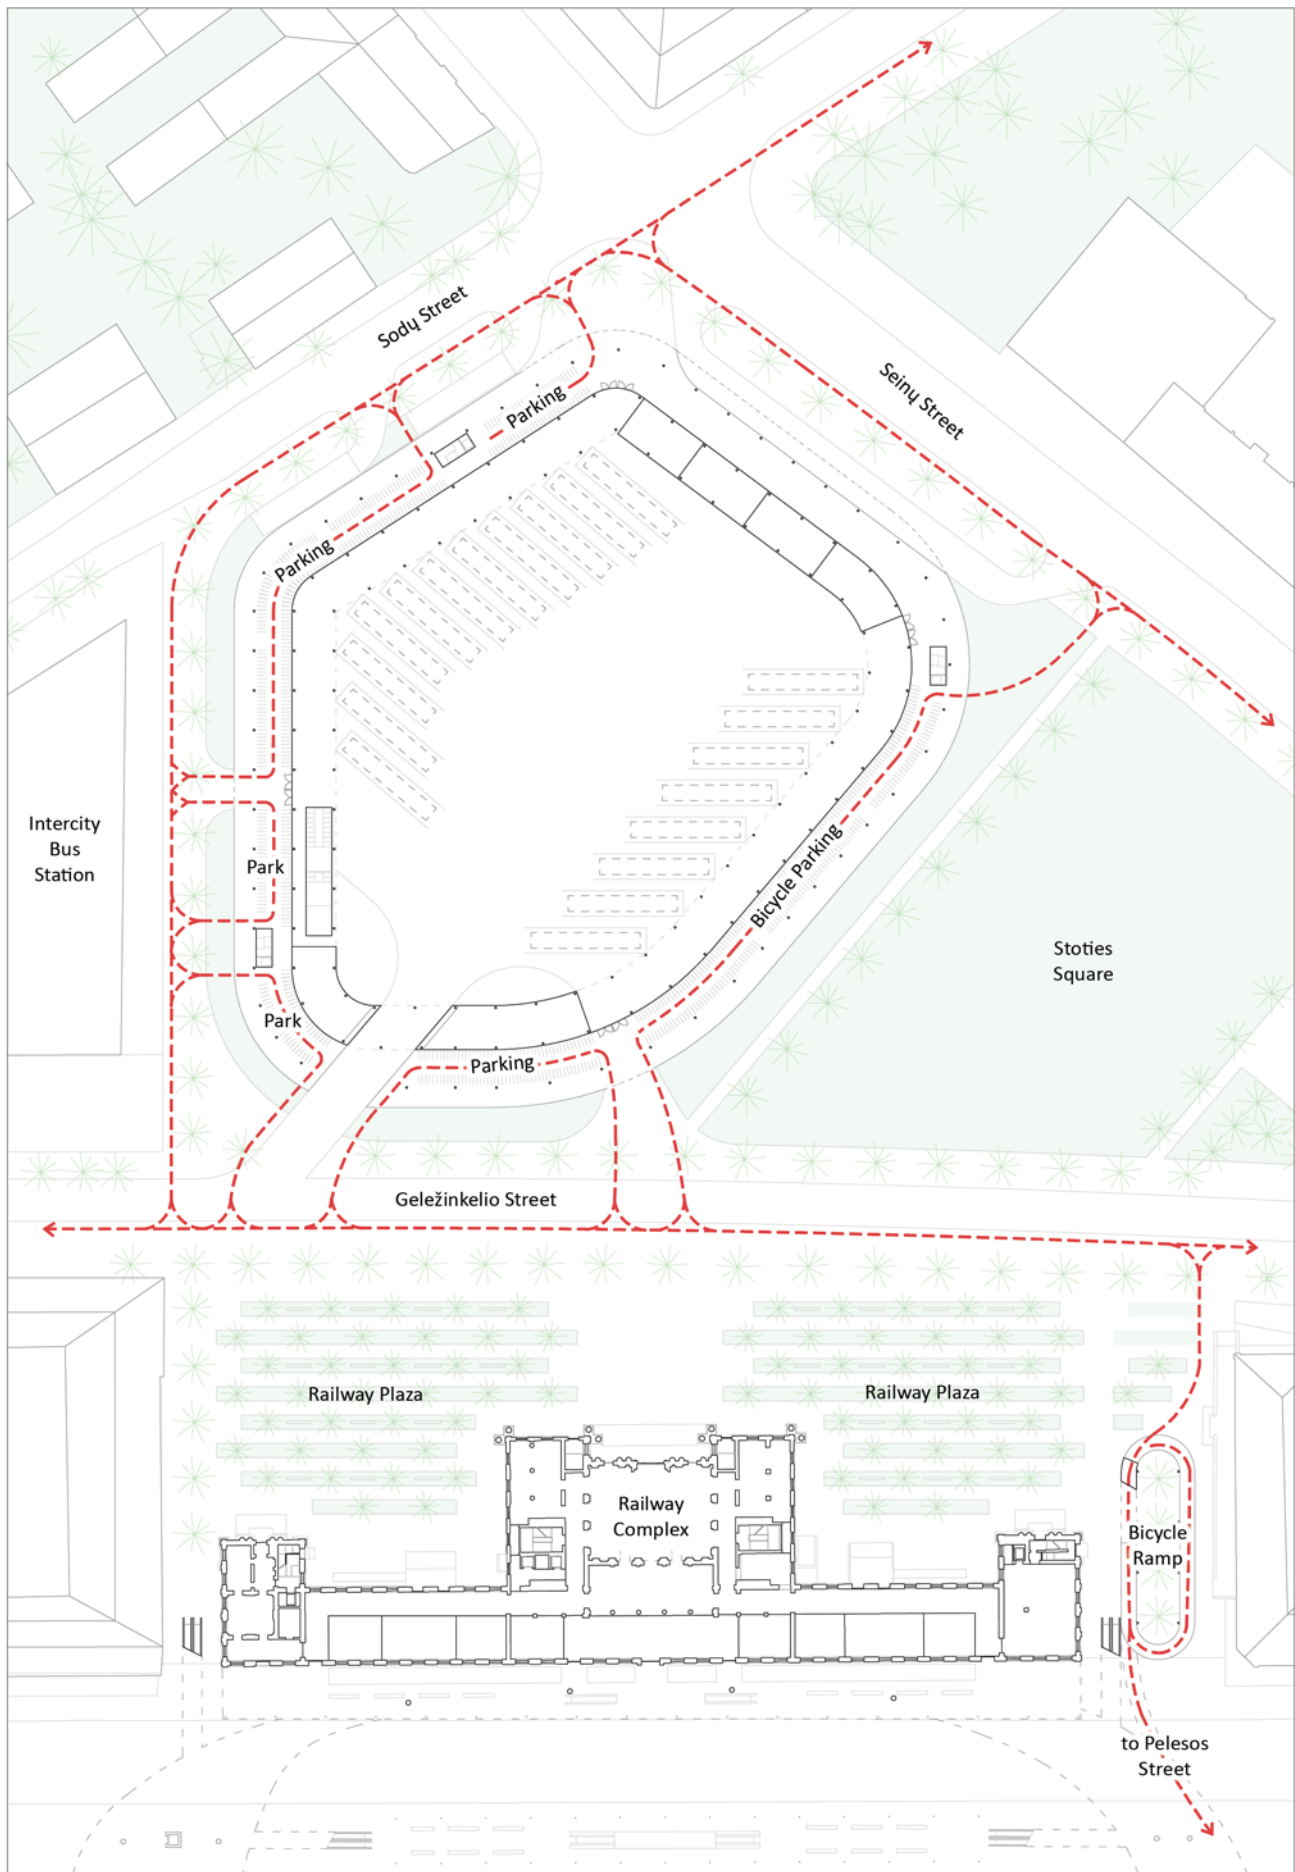 Sodų Street
Seinų Street
Parking
Parking
Intercity
Bus
Station
Park
Bicycle Parking
Stoties
Square
Park
Parking
Geležinkelio Street
Railway Plaza
Railway Plaza
Railway
Complex
Bicycle
Ramp
to Pelesos
Street